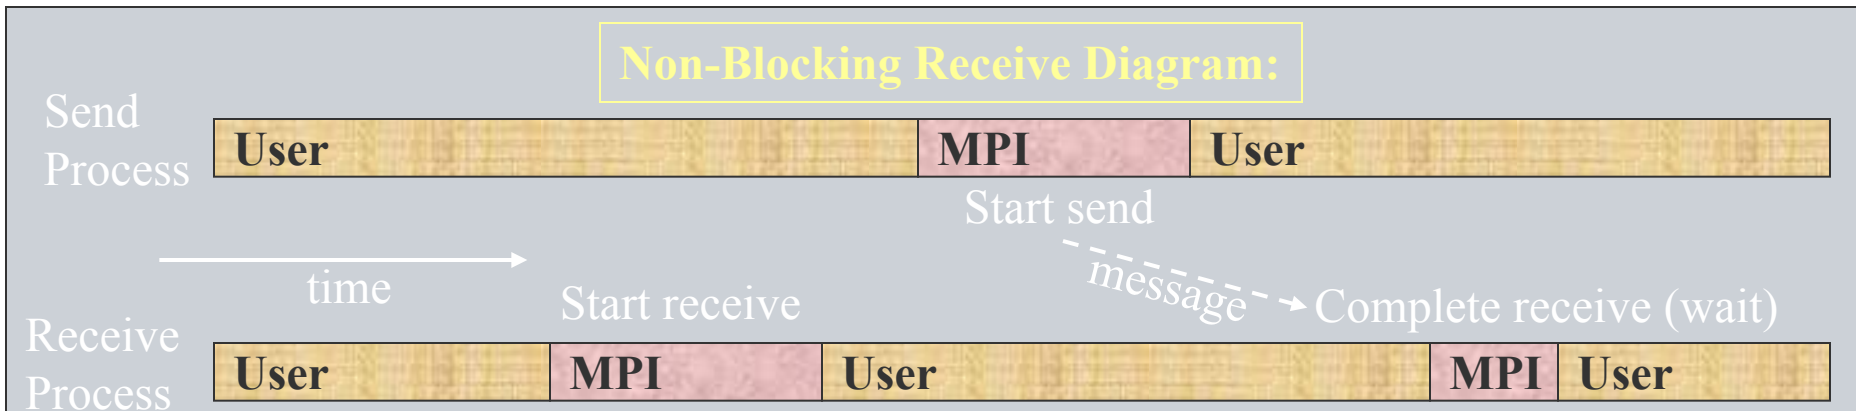 Non-Blocking Receive Diagram:
Send
Process
User MPI User
Start send
time
message
Start receive
Complete receive (wait)
Receive
Process
User MPI User MPI User